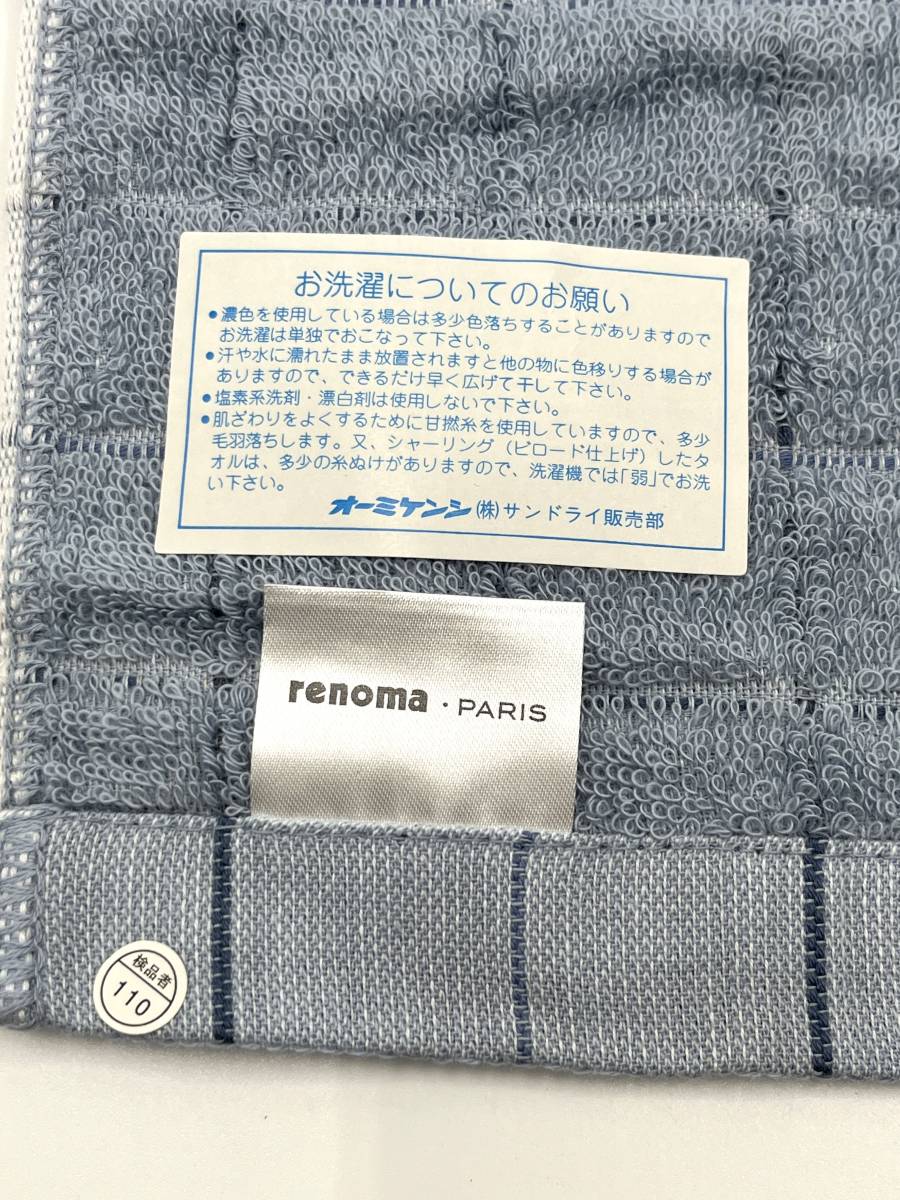 お洗濯についてのお願い
●濃色を使用している場合は多少色落ちすることがありますので
お洗濯は単独でおこなって下さい。
●汗や水に濡れたまま放置されますと他の物に色移りする場合が
ありますので、できるだけ早く広げて干して下さい。
●塩素系洗剤・漂白剤は使用しないで下さい。
●肌ざわりをよくするために甘撚糸を使用していますので、多少
毛羽落ちします。又、シャーリング（ビロード仕上げ）したタ
オルは、多少の糸ぬけがありますので、洗濯機では「弱」でお洗
い下さい。
オーミケンシ（株）サンドライ販売部
renoma・PARIS
検品者
110